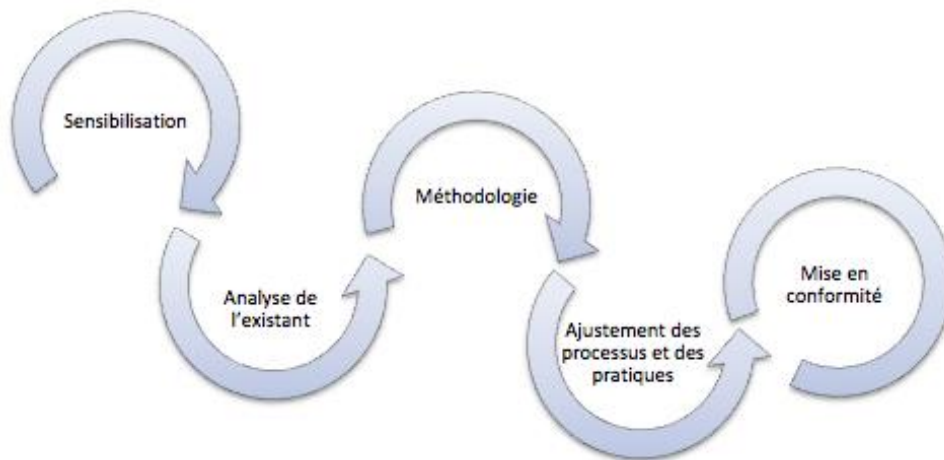 Sensibilisation
Analyse de
l'existant
Méthodologie
Ajustement des
processus et des
pratiques
Mise en
conformité